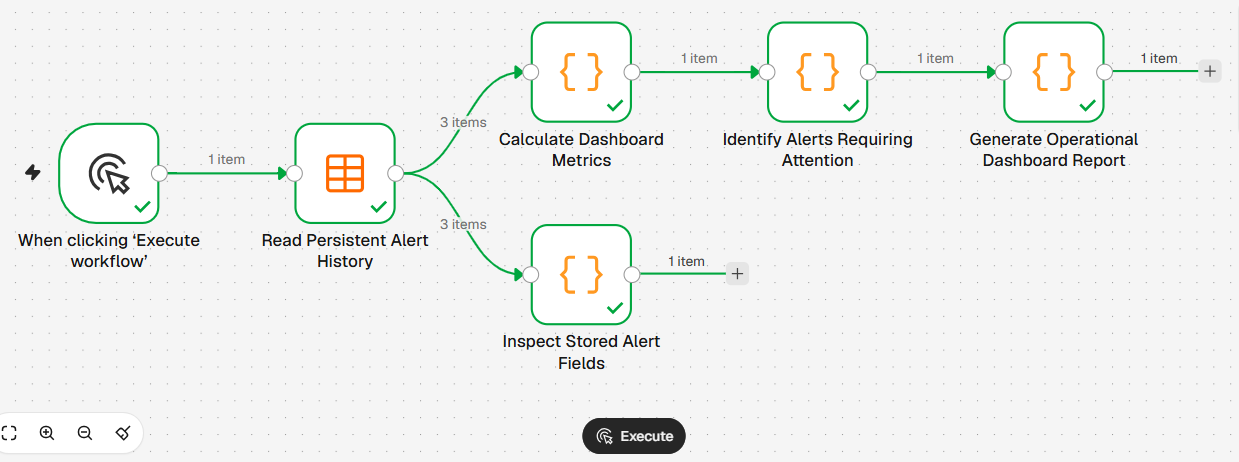 1 item
1 item
1 item
3 items
Calculate Dashboard
Metrics
Identify Alerts Requiring
Attention
Generate Operational
Dashboard Report
1 item
3 items
When clicking ‘Execute
workflow’
Read Persistent Alert
History
1 item
Inspect Stored Alert
Fields
Execute